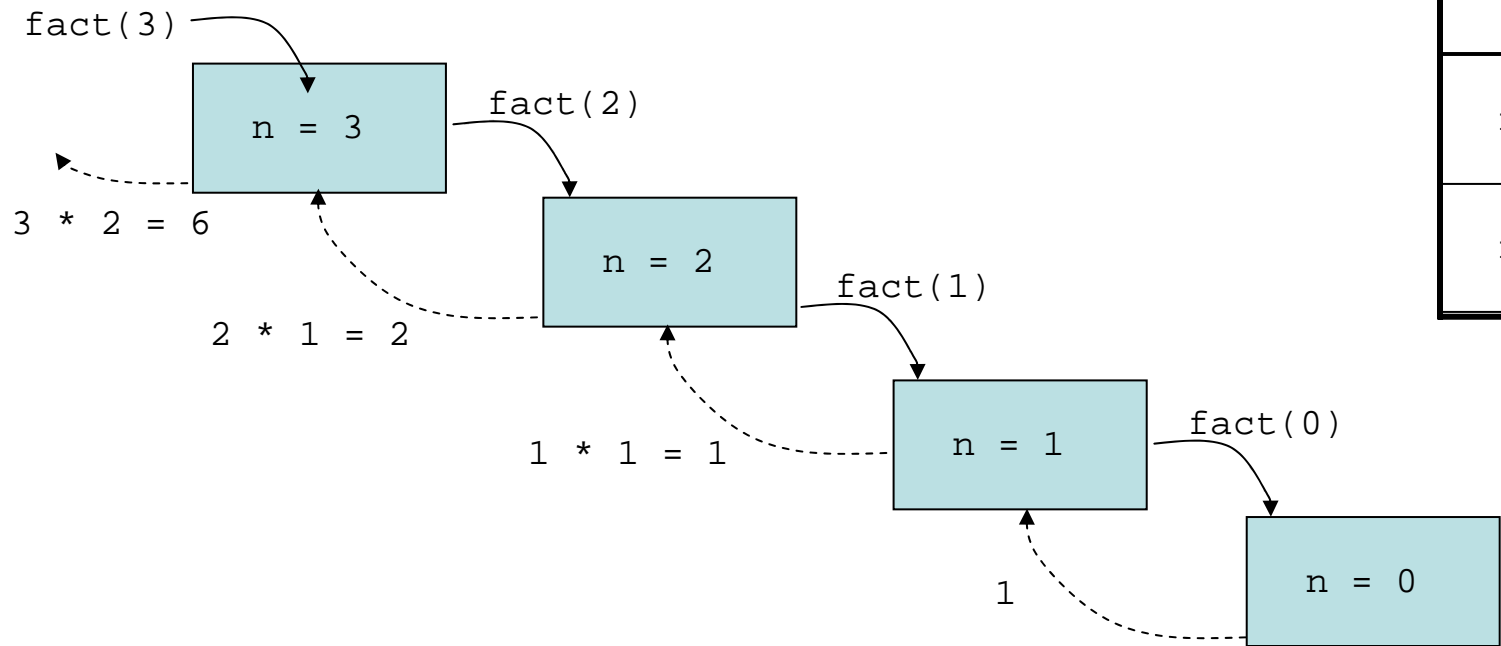 fact(3)
n = 3
fact(2)
3 * 2 = 6
n = 2
fact(1)
2 * 1 = 2
n = 1
fact(0)
1 * 1 = 1
n = 0
1